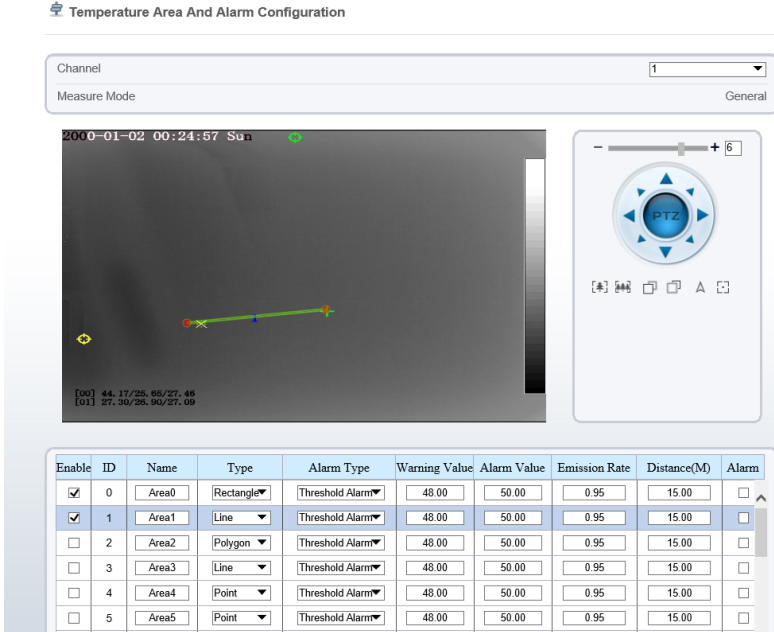 Temperature Area And Alarm Configuration
Channel 1
Measure Mode General
2000-01-02 00:24:57 Sun
6
PTZ
[00] 44.17/25.65/27.46
[01] 27.30/26.90/27.09
Enable ID Name Type Alarm Type Warning Value Alarm Value Emission Rate Distance(M) Alarm
0 Area0 Rectangle Threshold Alarm 48.00 50.00 0.95 15.00
1 Area1 Line Threshold Alarm 48.00 50.00 0.95 15.00
2 Area2 Polygon Threshold Alarm 48.00 50.00 0.95 15.00
3 Area3 Line Threshold Alarm 48.00 50.00 0.95 15.00
4 Area4 Point Threshold Alarm 48.00 50.00 0.95 15.00
5 Area5 Point Threshold Alarm 48.00 50.00 0.95 15.00